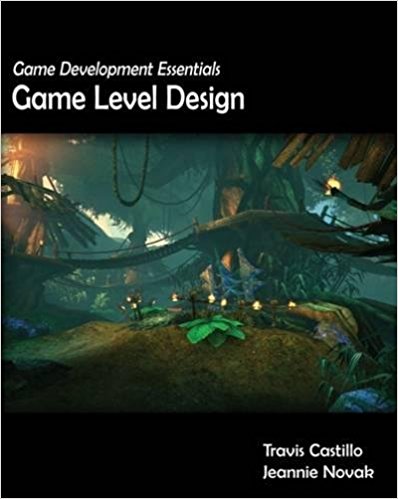 Game Development Essentials
Game Level Design
Travis Castillo
Jeannie Novak